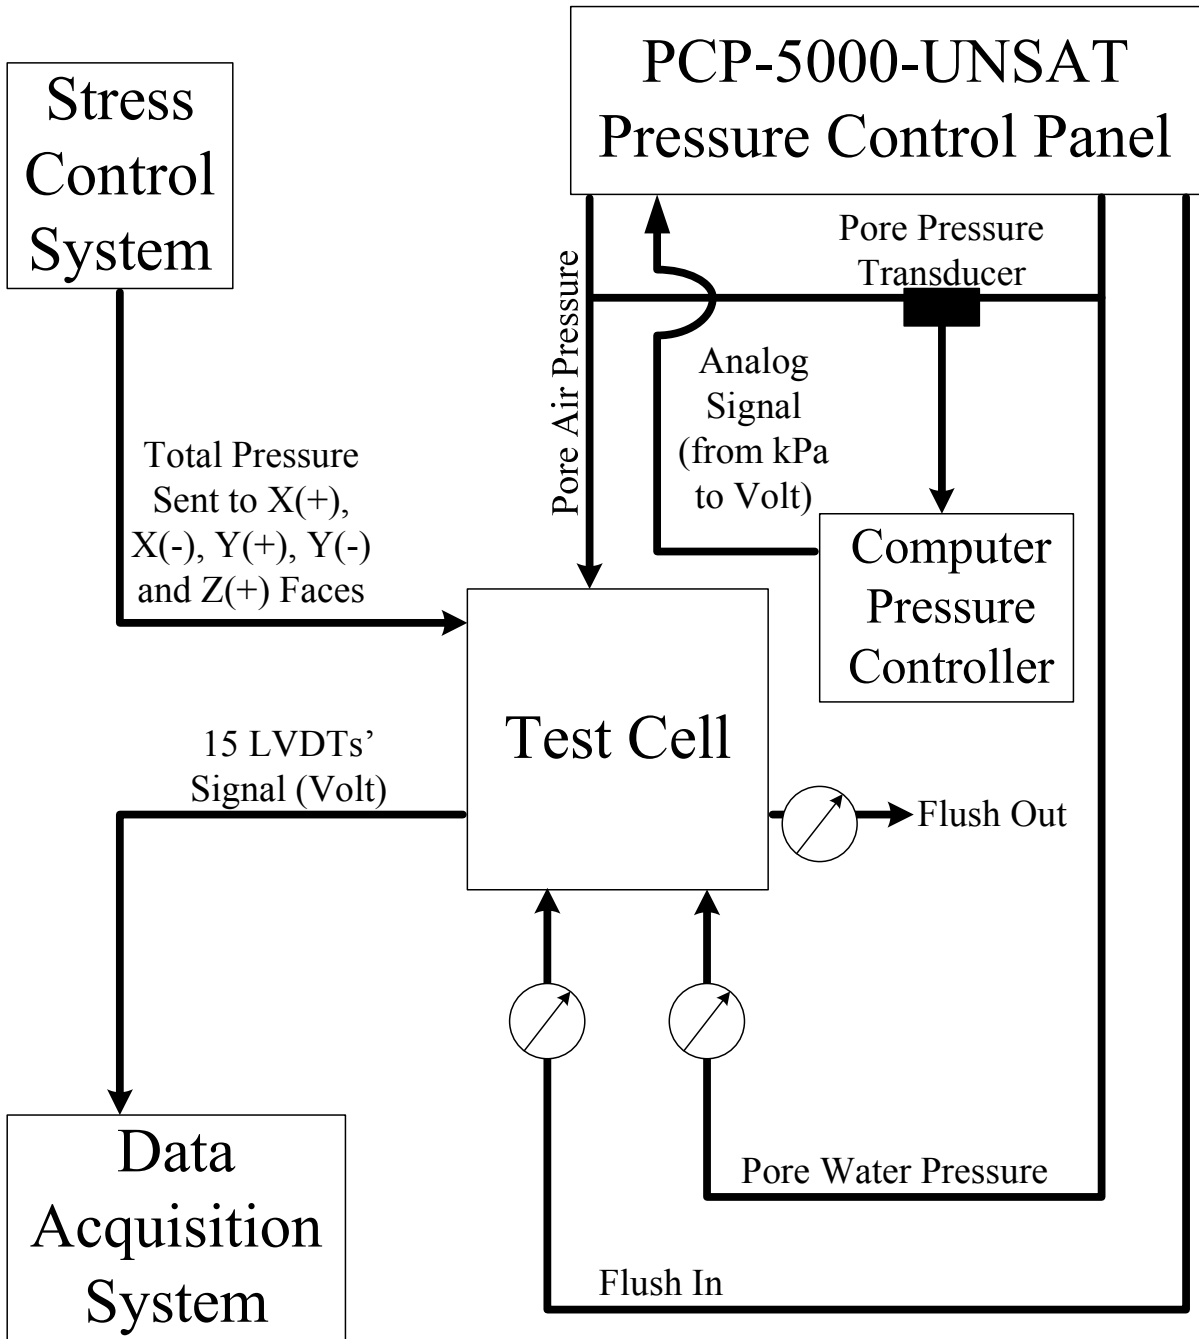 PCP-5000-UNSAT
Pressure Control Panel
Stress
Control
System
Pore Pressure
Transducer
Pore Air Pressure
Analog
Signal
(from kPa
to Volt)
Total Pressure
Sent to X(+),
X(-), Y(+), Y(-)
and Z(+) Faces
Computer
Pressure
Controller
Test Cell
15 LVDTs’
Signal (Volt)
Flush Out
Data
Acquisition
System
Pore Water Pressure
Flush In